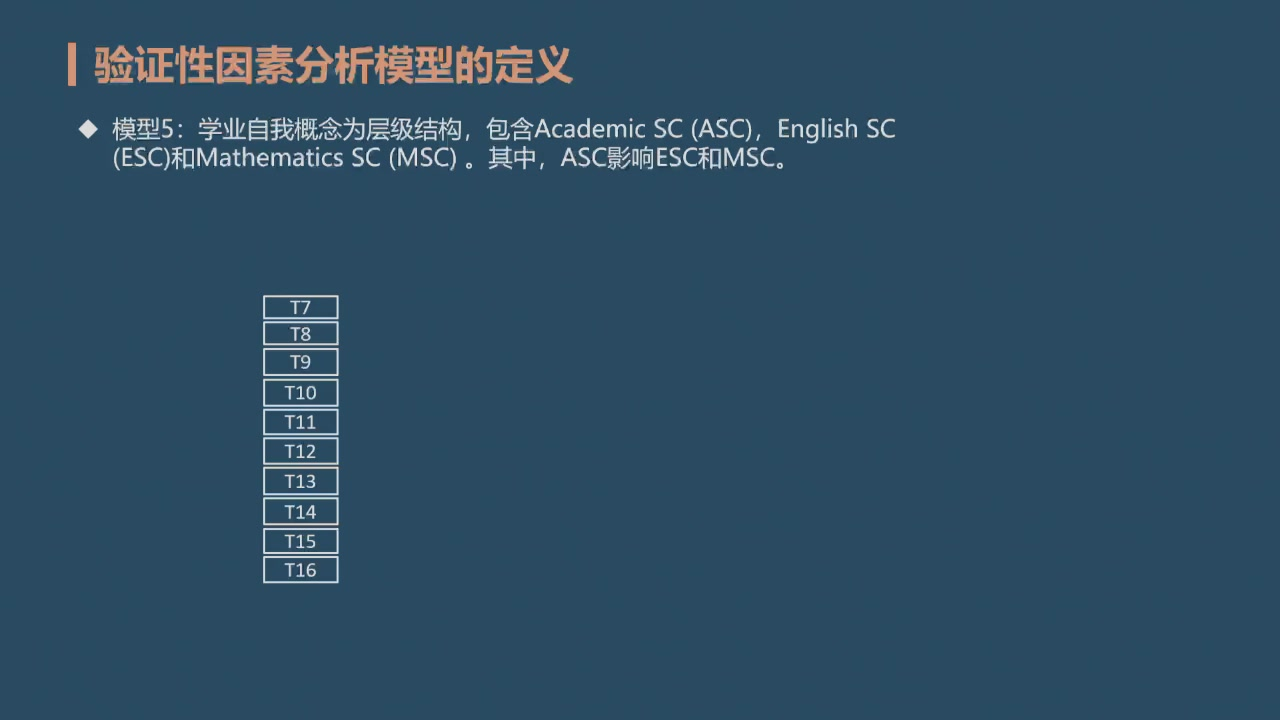 验证性因素分析模型的定义
◆ 模型5：学业自我概念为层级结构，包含Academic SC (ASC)，English SC
(ESC)和Mathematics SC (MSC) 。其中，ASC影响ESC和MSC。
T7
T8
T9
T10
T11
T12
T13
T14
T15
T16